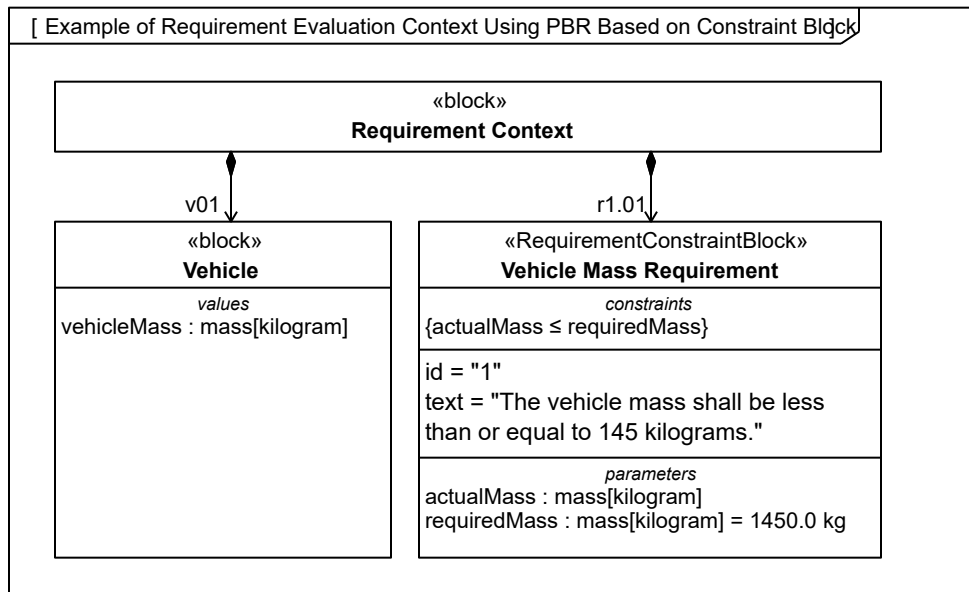 [ Example of Requirement Evaluation Context Using PBR Based on Constraint Block]
«block»
Requirement Context
v01
r1.01
«block»
Vehicle
values
vehicleMass : mass[kilogram]
«RequirementConstraintBlock»
Vehicle Mass Requirement
constraints
{actualMass ≤ requiredMass}
id = "1"
text = "The vehicle mass shall be less
than or equal to 145 kilograms."
parameters
actualMass : mass[kilogram]
requiredMass : mass[kilogram] = 1450.0 kg